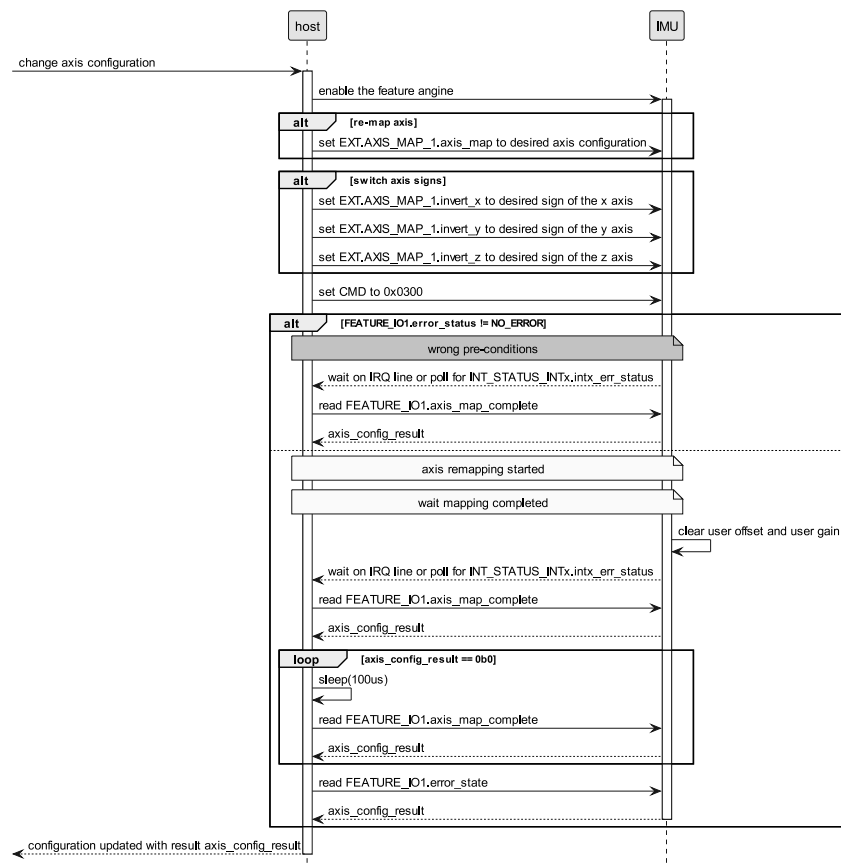 host
IMU
change axis configuration
enable the feature angine
alt
[re-map axis]
set EXT.AXIS_MAP_1.axis_map to desired axis configuration
alt
[switch axis signs]
set EXT.AXIS_MAP_1.invert_x to desired sign of the x axis
set EXT.AXIS_MAP_1.invert_y to desired sign of the y axis
set EXT.AXIS_MAP_1.invert_z to desired sign of the z axis
set CMD to 0x0300
alt
[FEATURE_IO1.error_status != NO_ERROR]
wrong pre-conditions
wait on IRQ line or poll for INT_STATUS_INTx.intx_err_status
read FEATURE_IO1.axis_map_complete
axis_config_result
axis remapping started
wait mapping completed
clear user offset and user gain
wait on IRQ line or poll for INT_STATUS_INTx.intx_err_status
read FEATURE_IO1.axis_map_complete
axis_config_result
loop
[axis_config_result == 0b0]
sleep(100us)
read FEATURE_IO1.axis_map_complete
axis_config_result
read FEATURE_IO1.error_state
axis_config_result
configuration updated with result axis_config_result